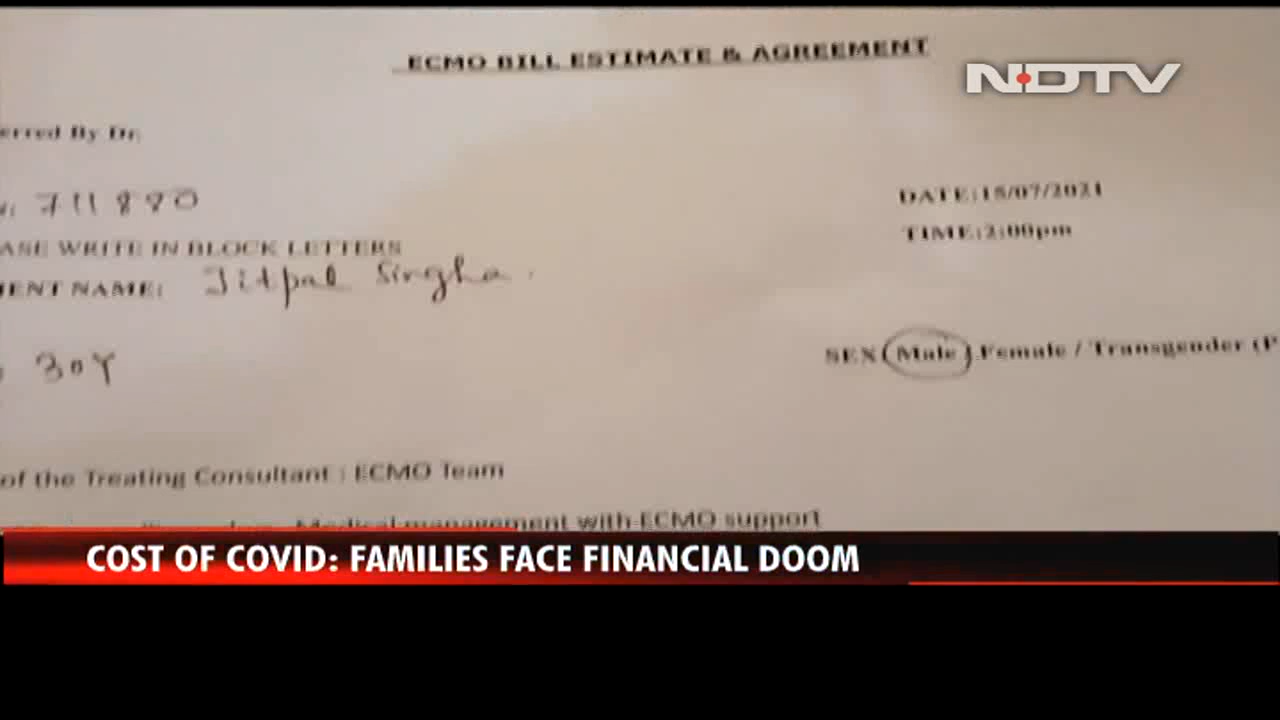 ECMO BILL ESTIMATE & AGREEMENT
NDTV
erred By Dr.
711880
DATE:15/07/2021
ASE WRITE IN BLOCK LETTERS
TIME:2:00pm
ENT NAME: Jitpal Singha.
30Y
SEX (Male) Female / Transgender (P
of the Treating Consultant : ECMO Team
Medical management with ECMO support
COST OF COVID: FAMILIES FACE FINANCIAL DOOM